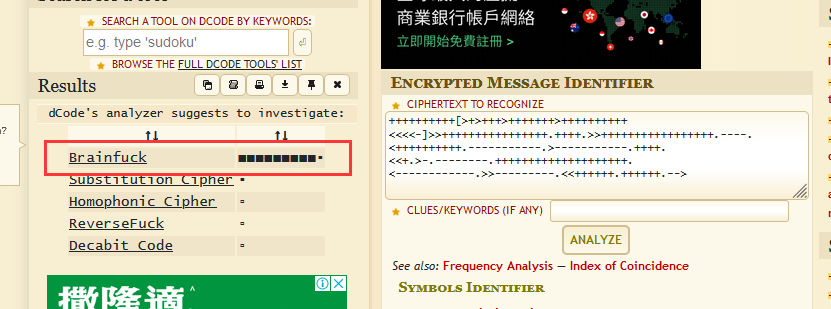 SEARCH A TOOL ON DCODE BY KEYWORDS:
e.g. type 'sudoku'
BROWSE THE FULL DCODE TOOLS' LIST
Results
dCode's analyzer suggests to investigate:
Brainfuck
Substitution Cipher
Homophonic Cipher
ReverseFuck
Decabit Code
撒隆適
商業銀行帳戶網絡
立即開始免費註冊 >
ENCRYPTED MESSAGE IDENTIFIER
CIPHERTEXT TO RECOGNIZE
++++++++++[>+>+++>+++++++>++++++++++
<<<<-]>>++++++++++++++++.++++.>>+++++++++++++++++.----.
<++++++++++.-----------.>------------.++++.
<<+.>-.--------.++++++++++++++++++++.
<------------.>>---------.<<++++++.++++++.-->
CLUES/KEYWORDS (IF ANY)
ANALYZE
See also: Frequency Analysis — Index of Coincidence
SYMBOLS IDENTIFIER